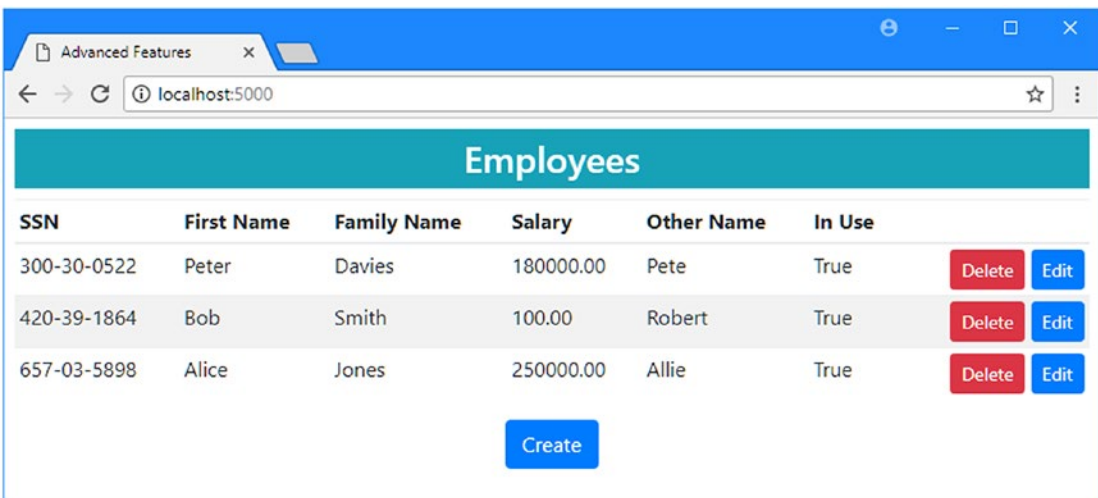 Advanced Features
localhost:5000
Employees
SSN First Name Family Name Salary Other Name In Use
300-30-0522 Peter Davies 180000.00 Pete True Delete Edit
420-39-1864 Bob Smith 100.00 Robert True Delete Edit
657-03-5898 Alice Jones 250000.00 Allie True Delete Edit
Create